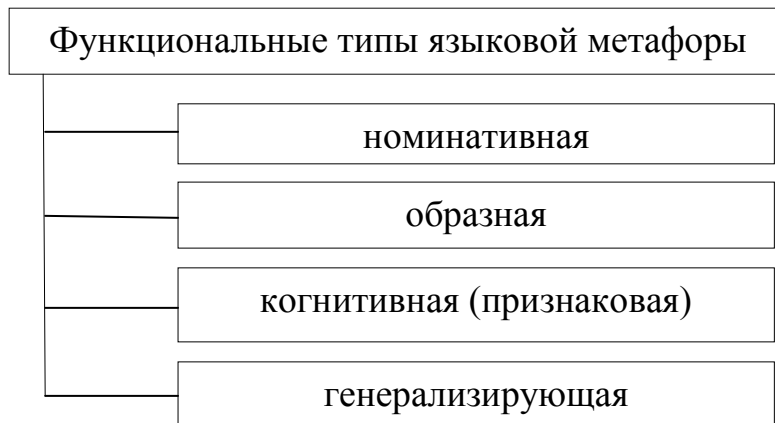 Функциональные типы языковой метафоры
номинативная
образная
когнитивная (признаковая)
генерализирующая